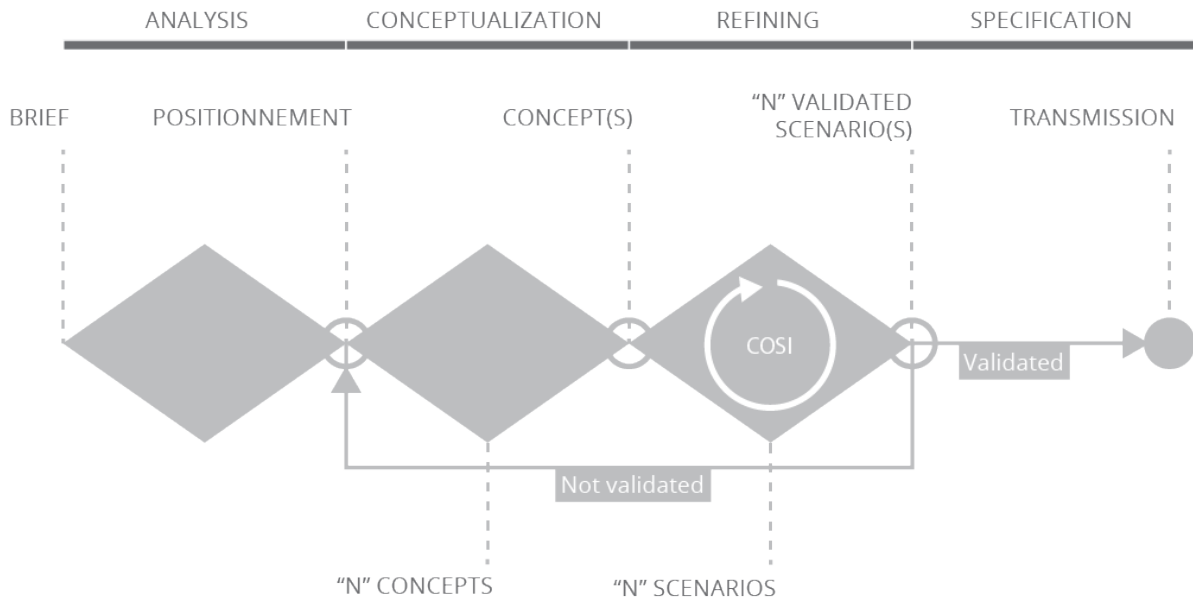 ANALYSIS
CONCEPTUALIZATION
REFINING
SPECIFICATION
BRIEF
POSITIONNEMENT
CONCEPT(S)
“N” VALIDATED
SCENARIO(S)
TRANSMISSION
COSI
Validated
Not validated
“N” CONCEPTS
“N” SCENARIOS